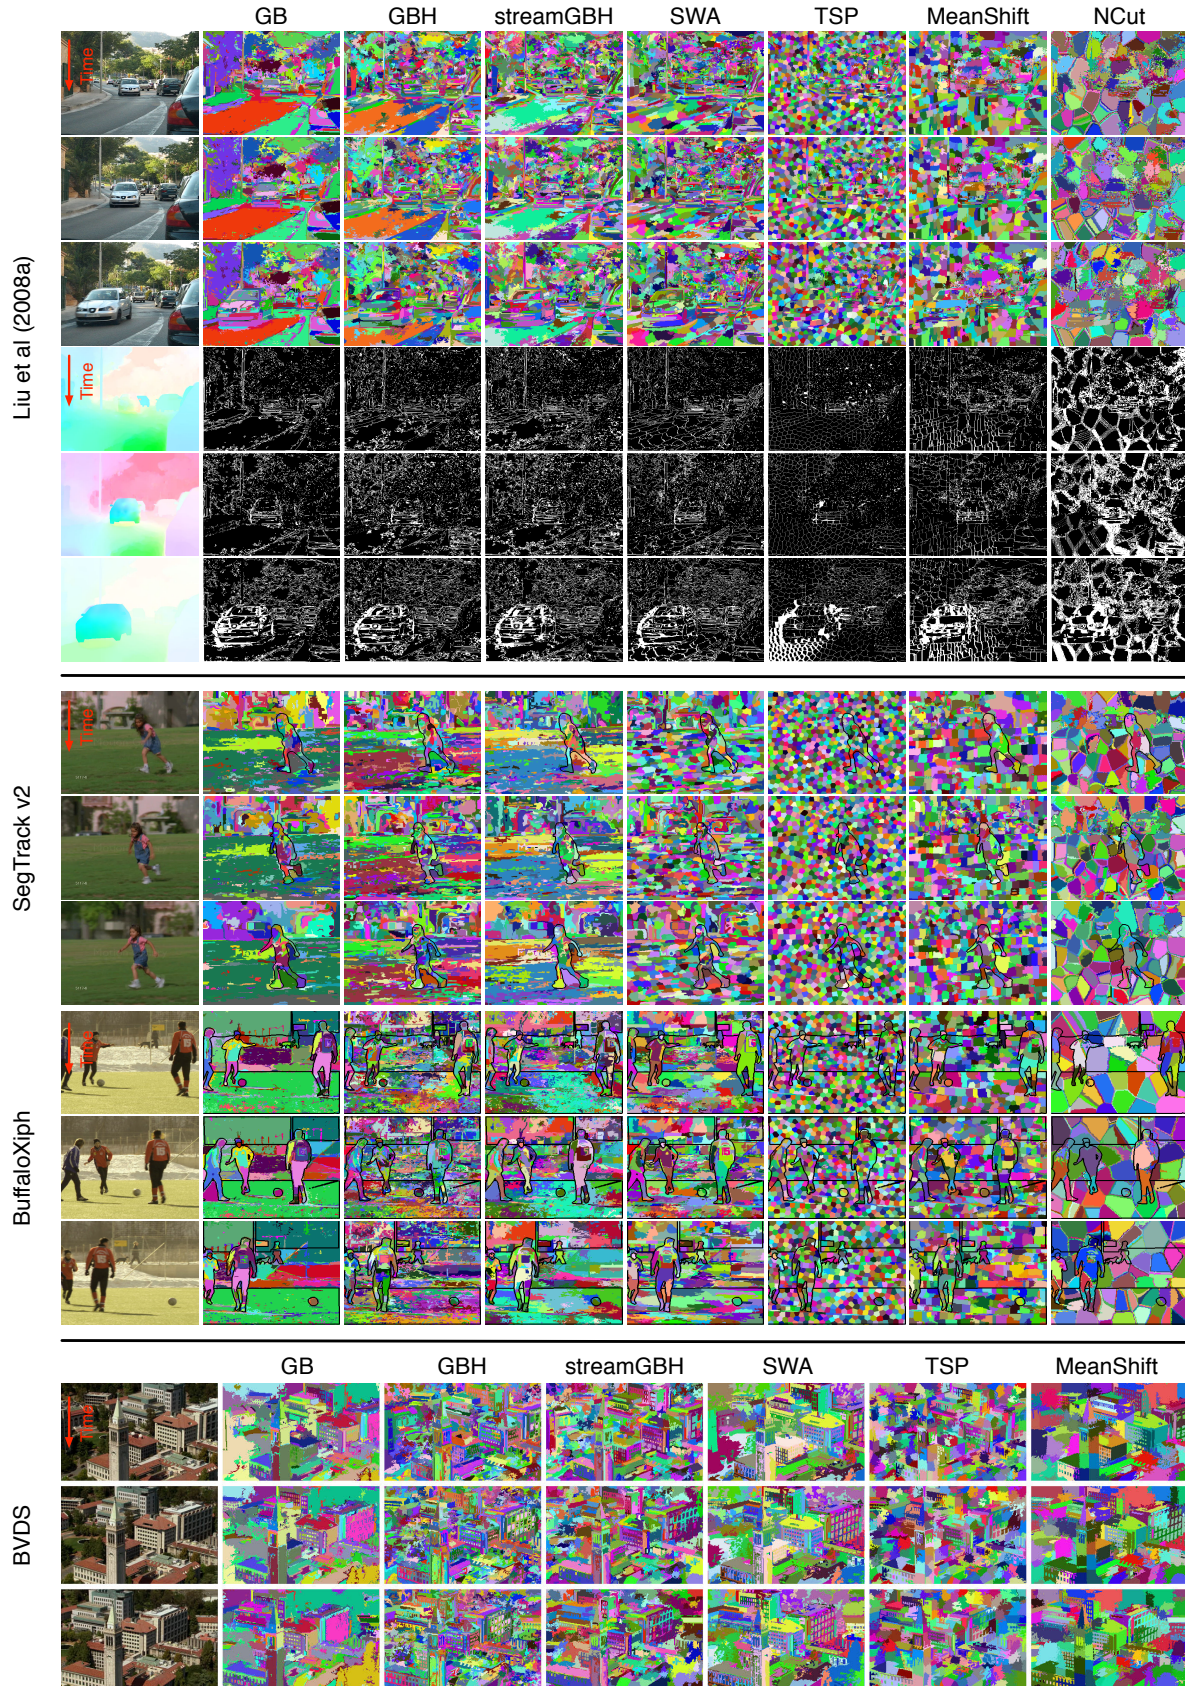 GB GBH streamGBH SWA TSP MeanShift NCut
Time
Liu et al (2008a)
Time
Time
SegTrack v2
Time
BuffaloXiph
GB GBH streamGBH SWA TSP MeanShift
Time
BVDS